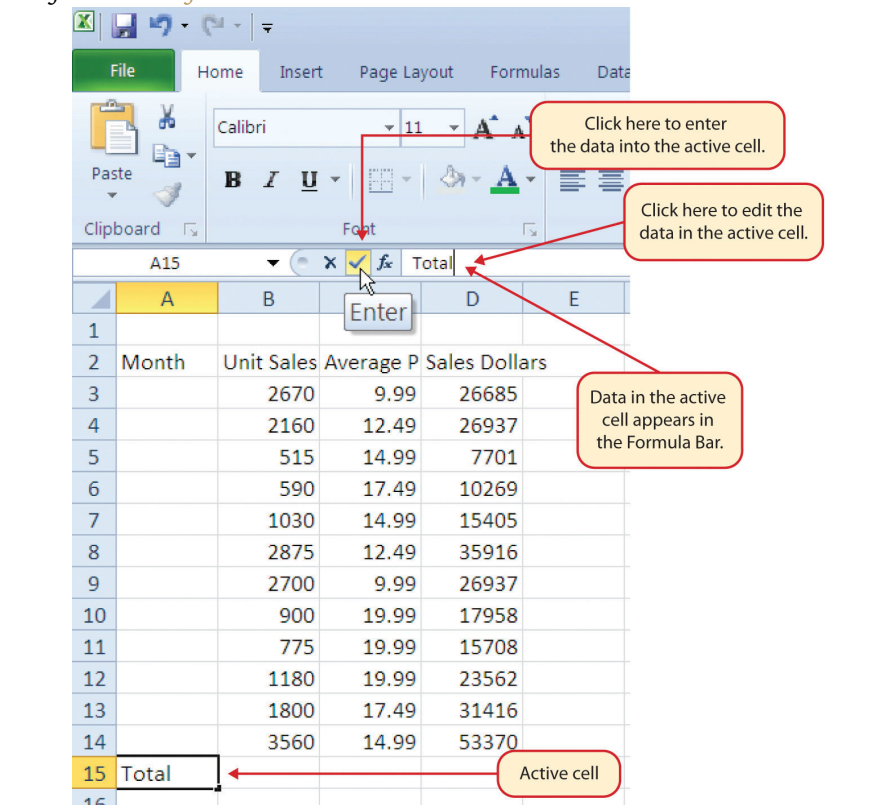 File Home Insert Page Layout Formulas Data
Calibri 11
Click here to enter
the data into the active cell.
Paste
B I U A
Clipboard Font
Click here to edit the
data in the active cell.
A15 fx Total
Enter
A B D E
1
2 Month Unit Sales Average P Sales Dollars
3 2670 9.99 26685
4 2160 12.49 26937
5 515 14.99 7701
6 590 17.49 10269
7 1030 14.99 15405
8 2875 12.49 35916
9 2700 9.99 26937
10 900 19.99 17958
11 775 19.99 15708
12 1180 19.99 23562
13 1800 17.49 31416
14 3560 14.99 53370
Data in the active
cell appears in
the Formula Bar.
15 Total
Active cell
16